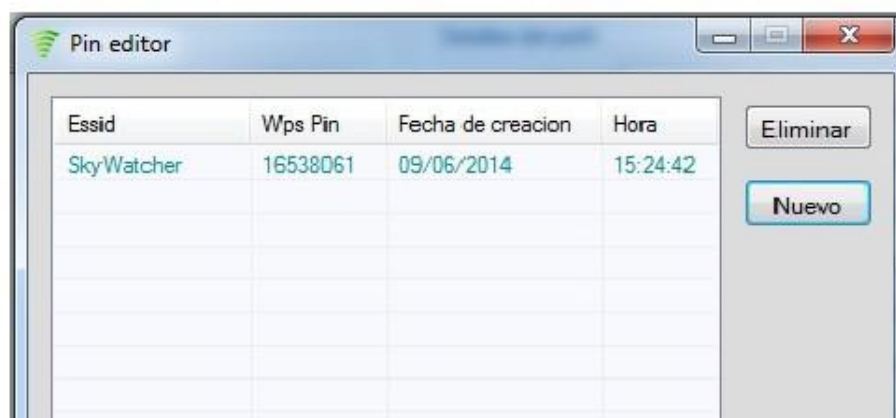 Pin editor
Essid Wps Pin Fecha de creacion Hora
SkyWatcher 16538061 09/06/2014 15:24:42
Eliminar
Nuevo